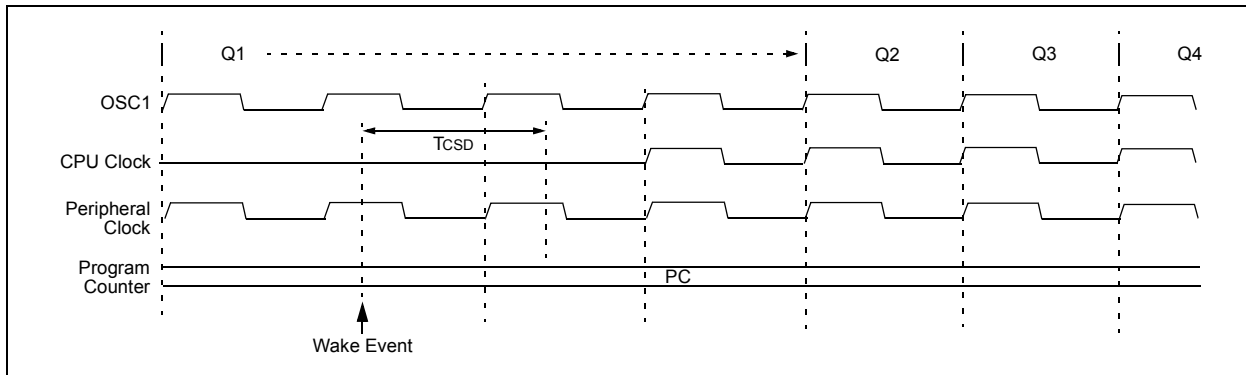 Q1 Q2 Q3 Q4
OSC1
TCSD
CPU Clock
Peripheral
Clock
Program
Counter
PC
Wake Event